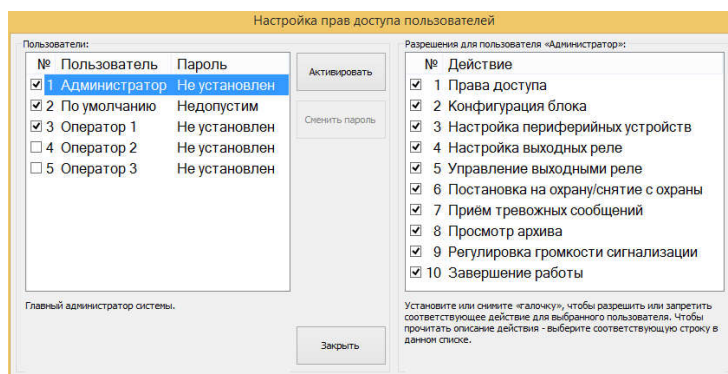 Настройка прав доступа пользователей
Пользователи:
№ Пользователь Пароль
1 Администратор Не установлен
2 По умолчанию Недопустим
3 Оператор 1 Не установлен
4 Оператор 2 Не установлен
5 Оператор 3 Не установлен
Главный администратор системы.
Активировать
Сменить пароль
Закрыть
Разрешения для пользователя «Администратор»:
№ Действие
1 Права доступа
2 Конфигурация блока
3 Настройка периферийных устройств
4 Настройка выходных реле
5 Управление выходными реле
6 Постановка на охрану/снятие с охраны
7 Приём тревожных сообщений
8 Просмотр архива
9 Регулировка громкости сигнализации
10 Завершение работы
Установите или снимите «галочку», чтобы разрешить или запретить
соответствующее действие для выбранного пользователя. Чтобы
прочитать описание действия - выберите соответствующую строку в
данном списке.